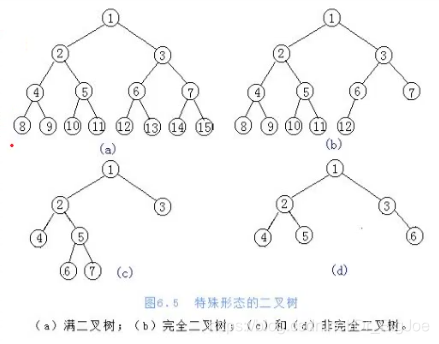 1 1
2 3 2 3
4 5 6 7 4 5 6 7
8 9 10 11 12 13 14 15 8 9 10 11 12
(a) (b)
1 1
2 3 2 3
4 5 4 5 6
6 7
(c) (d)
图6.5 特殊形态的二叉树
(a)满二叉树；(b)完全二叉树；(c)和(d)非完全二叉树。